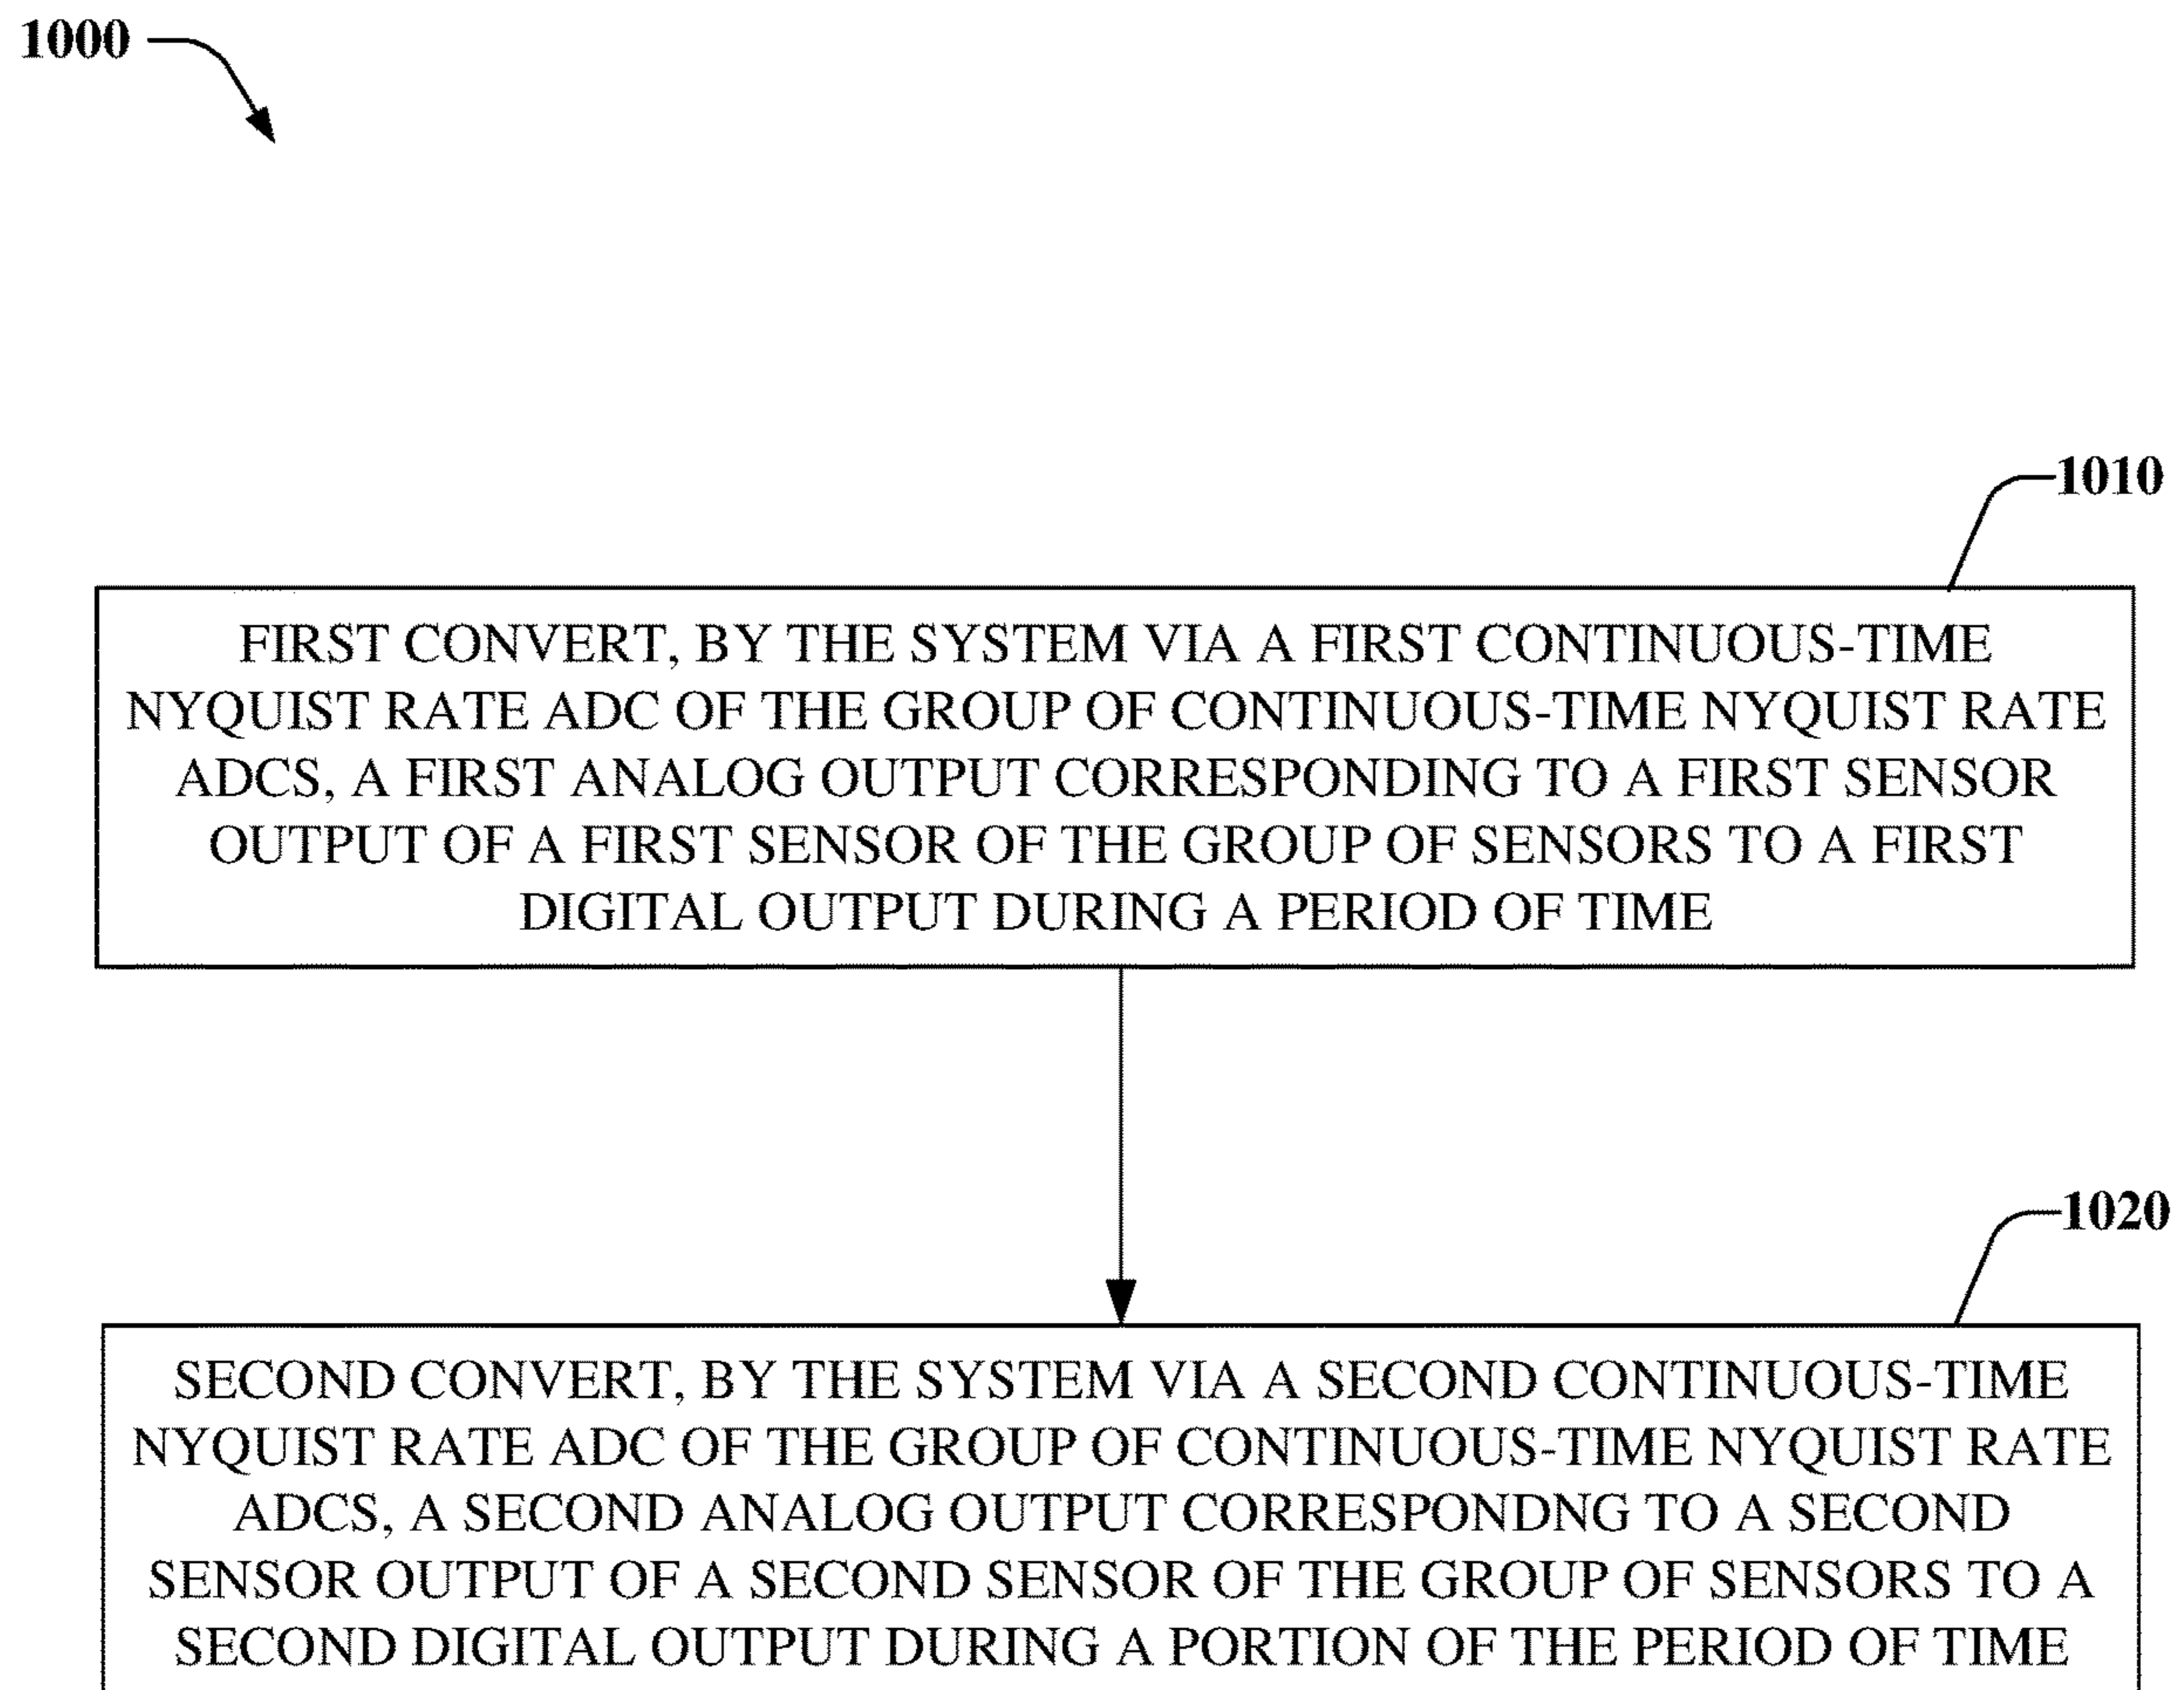 1000
1010
FIRST CONVERT, BY THE SYSTEM VIA A FIRST CONTINUOUS-TIME
NYQUIST RATE ADC OF THE GROUP OF CONTINUOUS-TIME NYQUIST RATE
ADCS, A FIRST ANALOG OUTPUT CORRESPONDING TO A FIRST SENSOR
OUTPUT OF A FIRST SENSOR OF THE GROUP OF SENSORS TO A FIRST
DIGITAL OUTPUT DURING A PERIOD OF TIME
1020
SECOND CONVERT, BY THE SYSTEM VIA A SECOND CONTINUOUS-TIME
NYQUIST RATE ADC OF THE GROUP OF CONTINUOUS-TIME NYQUIST RATE
ADCS, A SECOND ANALOG OUTPUT CORRESPONDNG TO A SECOND
SENSOR OUTPUT OF A SECOND SENSOR OF THE GROUP OF SENSORS TO A
SECOND DIGITAL OUTPUT DURING A PORTION OF THE PERIOD OF TIME